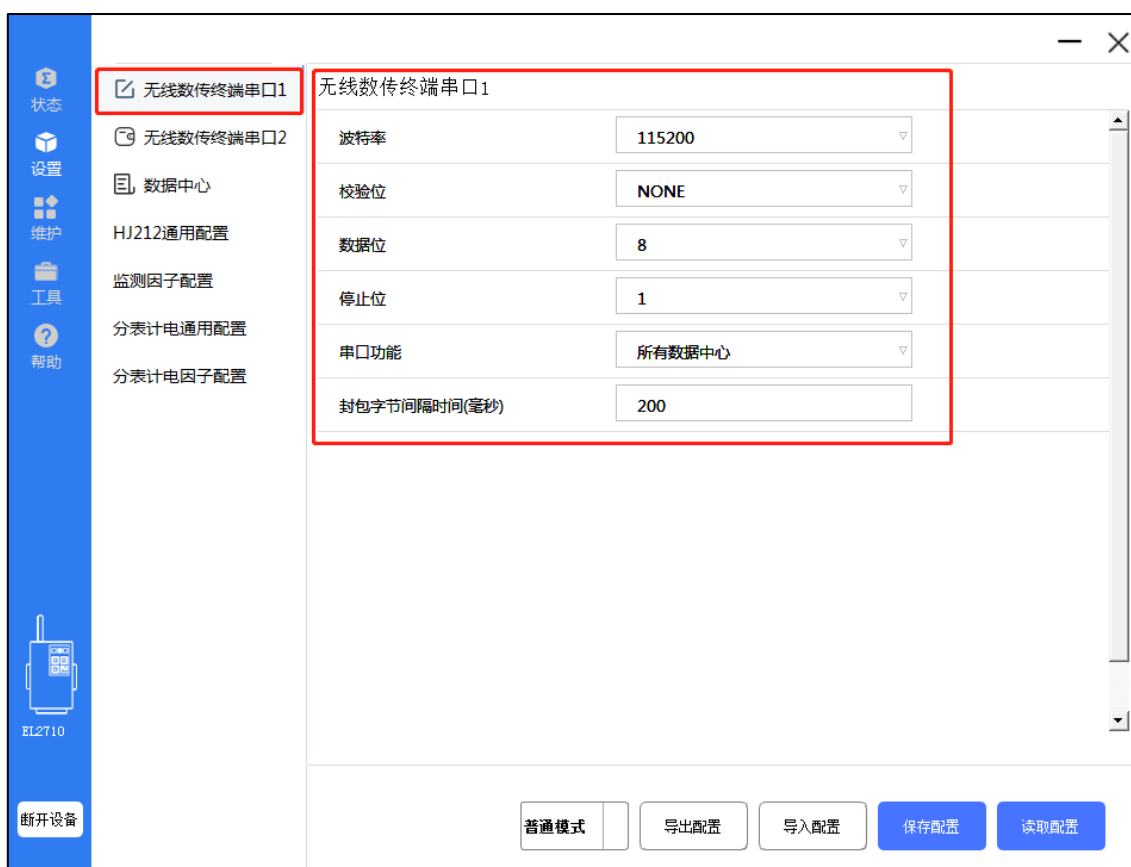 状态
设置
维护
工具
帮助
EL2710
断开设备
无线数传终端串口1
无线数传终端串口2
数据中心
HJ212通用配置
监测因子配置
分表计电通用配置
分表计电因子配置
无线数传终端串口1
波特率 115200
校验位 NONE
数据位 8
停止位 1
串口功能 所有数据中心
封包字节间隔时间(毫秒) 200
普通模式 导出配置 导入配置 保存配置 读取配置